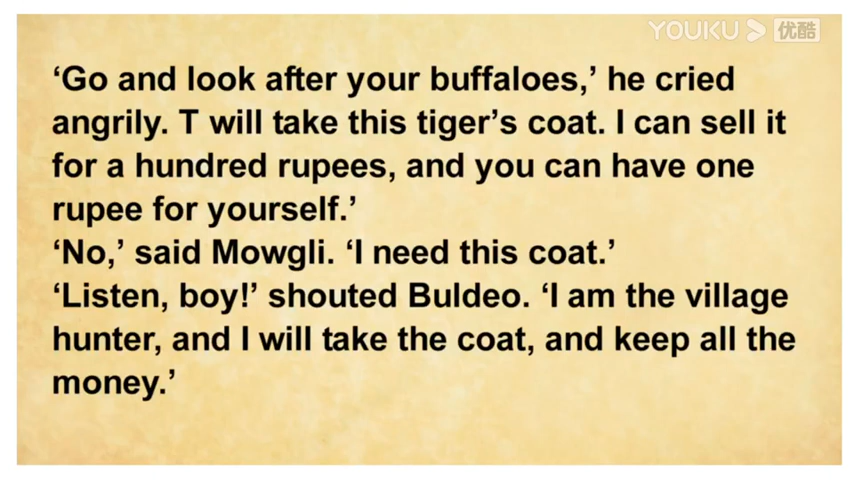 YOUKU 优酷
‘Go and look after your buffaloes,’ he cried
angrily. T will take this tiger’s coat. I can sell it
for a hundred rupees, and you can have one
rupee for yourself.’
‘No,’ said Mowgli. ‘I need this coat.’
‘Listen, boy!’ shouted Buldeo. ‘I am the village
hunter, and I will take the coat, and keep all the
money.’